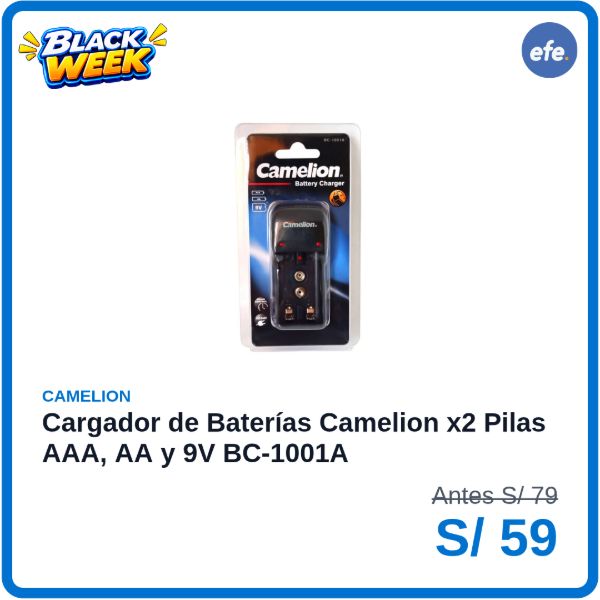 BLACK
WEEK
efe.
BC-1001A
Camelion
Battery Charger
9V
Camelion
CAMELION
Cargador de Baterías Camelion x2 Pilas
AAA, AA y 9V BC-1001A
Antes S/ 79
S/ 59